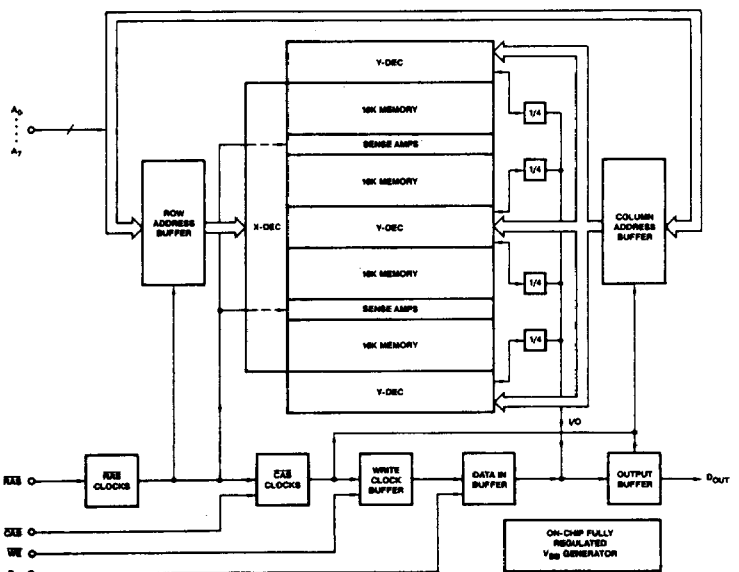 A0
A7
Y-DEC
16K MEMORY
SENSE AMPS
16K MEMORY
Y-DEC
16K MEMORY
SENSE AMPS
16K MEMORY
Y-DEC
X-DEC
ROW
ADDRESS
BUFFER
COLUMN
ADDRESS
BUFFER
1/4
1/4
1/4
1/4
I/O
RAS
RAS
CLOCKS
CAS
CLOCKS
WRITE
CLOCK
BUFFER
DATA IN
BUFFER
OUTPUT
BUFFER
DOUT
CAS
WE
ON-CHIP FULLY
REGULATED
VBB GENERATOR